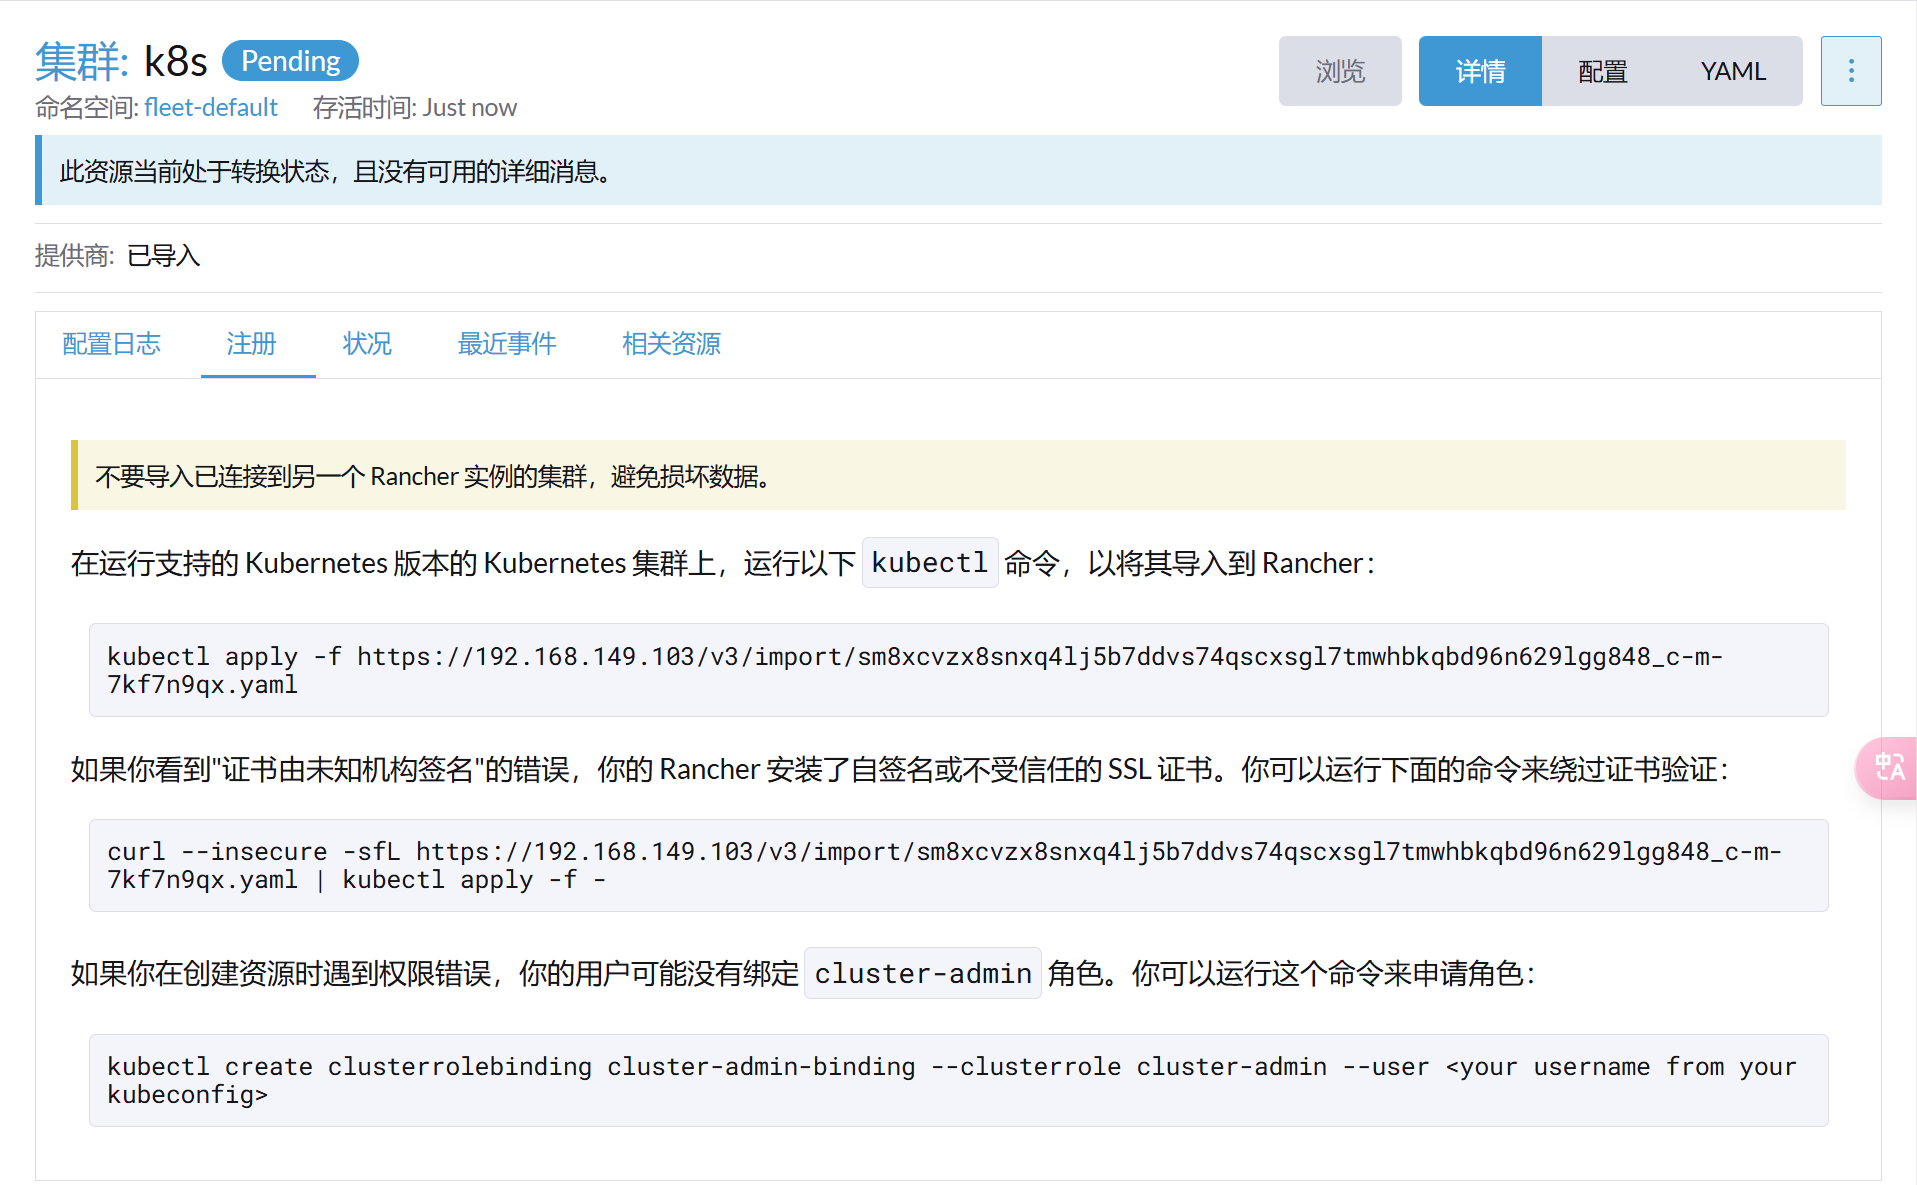 集群: k8s Pending
浏览 详情 配置 YAML
命名空间: fleet-default 存活时间: Just now
此资源当前处于转换状态，且没有可用的详细消息。
提供商: 已导入
配置日志 注册 状况 最近事件 相关资源
不要导入已连接到另一个 Rancher 实例的集群，避免损坏数据。
在运行支持的 Kubernetes 版本的 Kubernetes 集群上，运行以下 kubectl 命令，以将其导入到 Rancher：
kubectl apply -f https://192.168.149.103/v3/import/sm8xcvzx8snxq4lj5b7ddvs74qscxsgl7tmwhbkqbd96n629lgg848_c-m-
7kf7n9qx.yaml
如果你看到"证书由未知机构签名"的错误，你的 Rancher 安装了自签名或不受信任的 SSL 证书。你可以运行下面的命令来绕过证书验证：
curl --insecure -sfL https://192.168.149.103/v3/import/sm8xcvzx8snxq4lj5b7ddvs74qscxsgl7tmwhbkqbd96n629lgg848_c-m-
7kf7n9qx.yaml | kubectl apply -f -
如果你在创建资源时遇到权限错误，你的用户可能没有绑定 cluster-admin 角色。你可以运行这个命令来申请角色：
kubectl create clusterrolebinding cluster-admin-binding --clusterrole cluster-admin --user <your username from your
kubeconfig>
中A